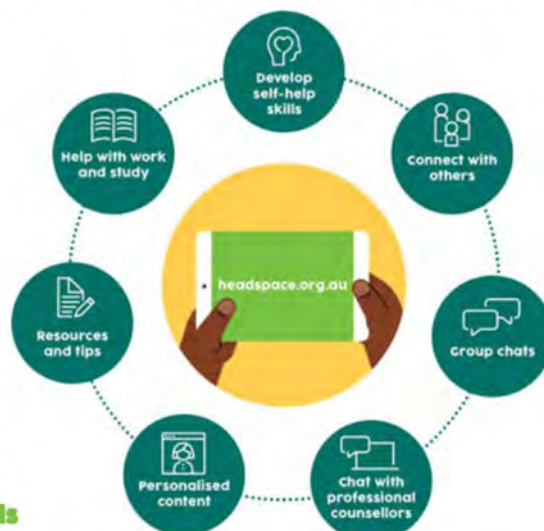 Develop
self-help
skills
Connect with
others
Group chats
Chat with
professional
counsellors
Personalised
content
Resources
and tips
Help with work
and study
headspace.org.au